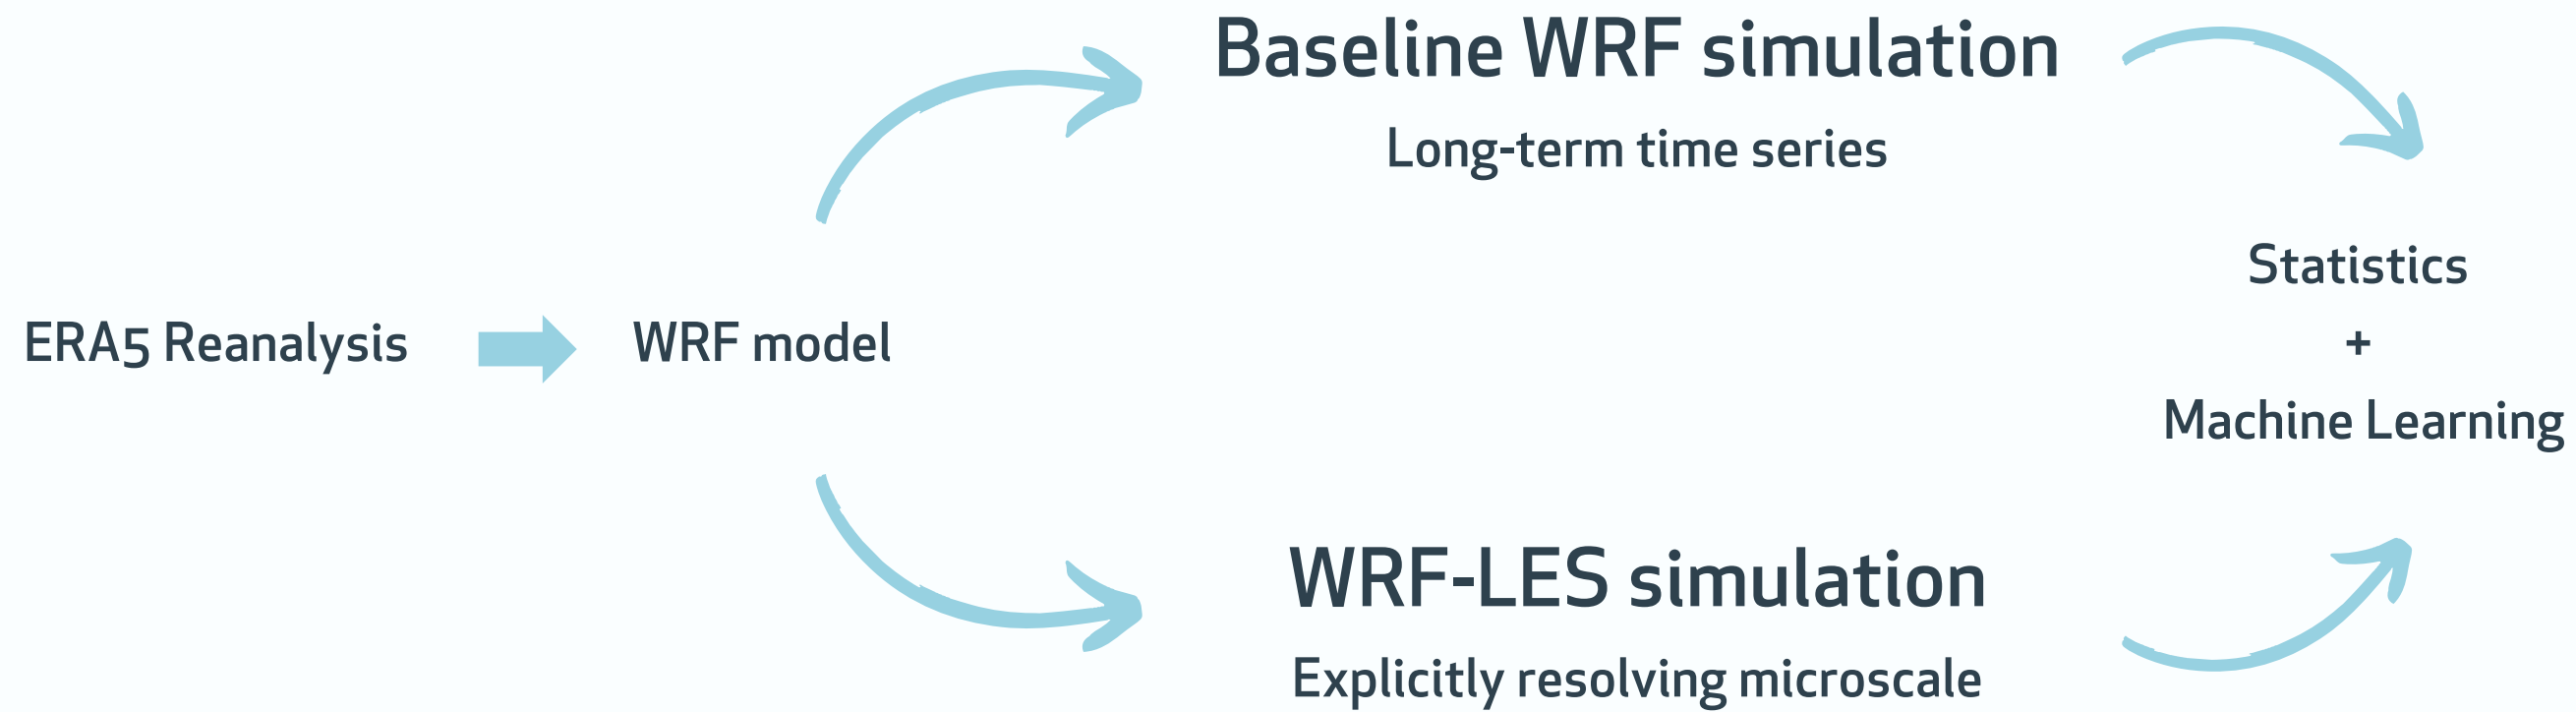 ERA5 Reanalysis
WRF model
Baseline WRF simulation
Long-term time series
WRF-LES simulation
Explicitly resolving microscale
Statistics
+
Machine Learning